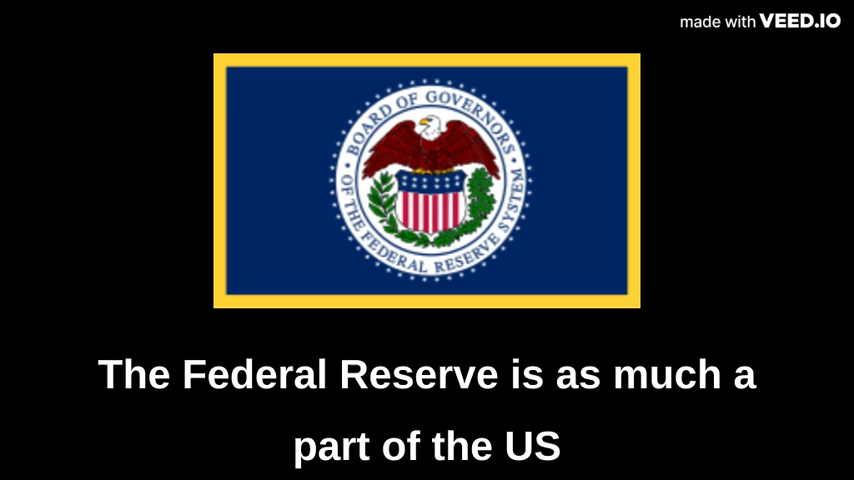 made with VEED.IO
BOARD OF GOVERNORS
OF THE FEDERAL RESERVE SYSTEM
The Federal Reserve is as much a
part of the US